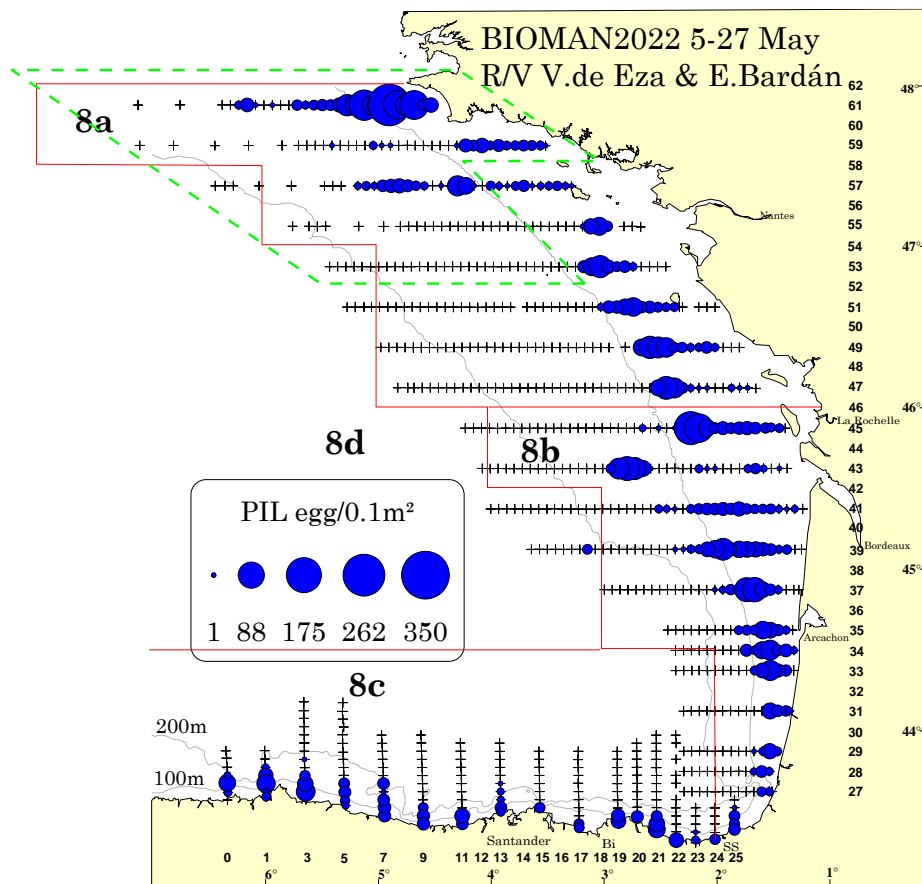 BIOMAN2022 5-27 May
R/V V.de Eza & E.Bardán
62
48°
61
8a
60
59
58
57
56
Nantes
55
54
47°
53
52
51
50
49
48
47
46
46°
La Rochelle
45
8d
8b
44
43
42
PIL egg/0.1m²
41
40
39
Bordeaux
38
45°
37
1 88 175 262 350
36
35
Arcachon
34
33
8c
32
31
200m
30
44°
29
28
100m
27
Santander Bi SS
0 1 3 5 7 9 11 12 13 14 15 16 17 18 19 20 21 22 23 24 25
6° 5° 4° 3° 2° 1°